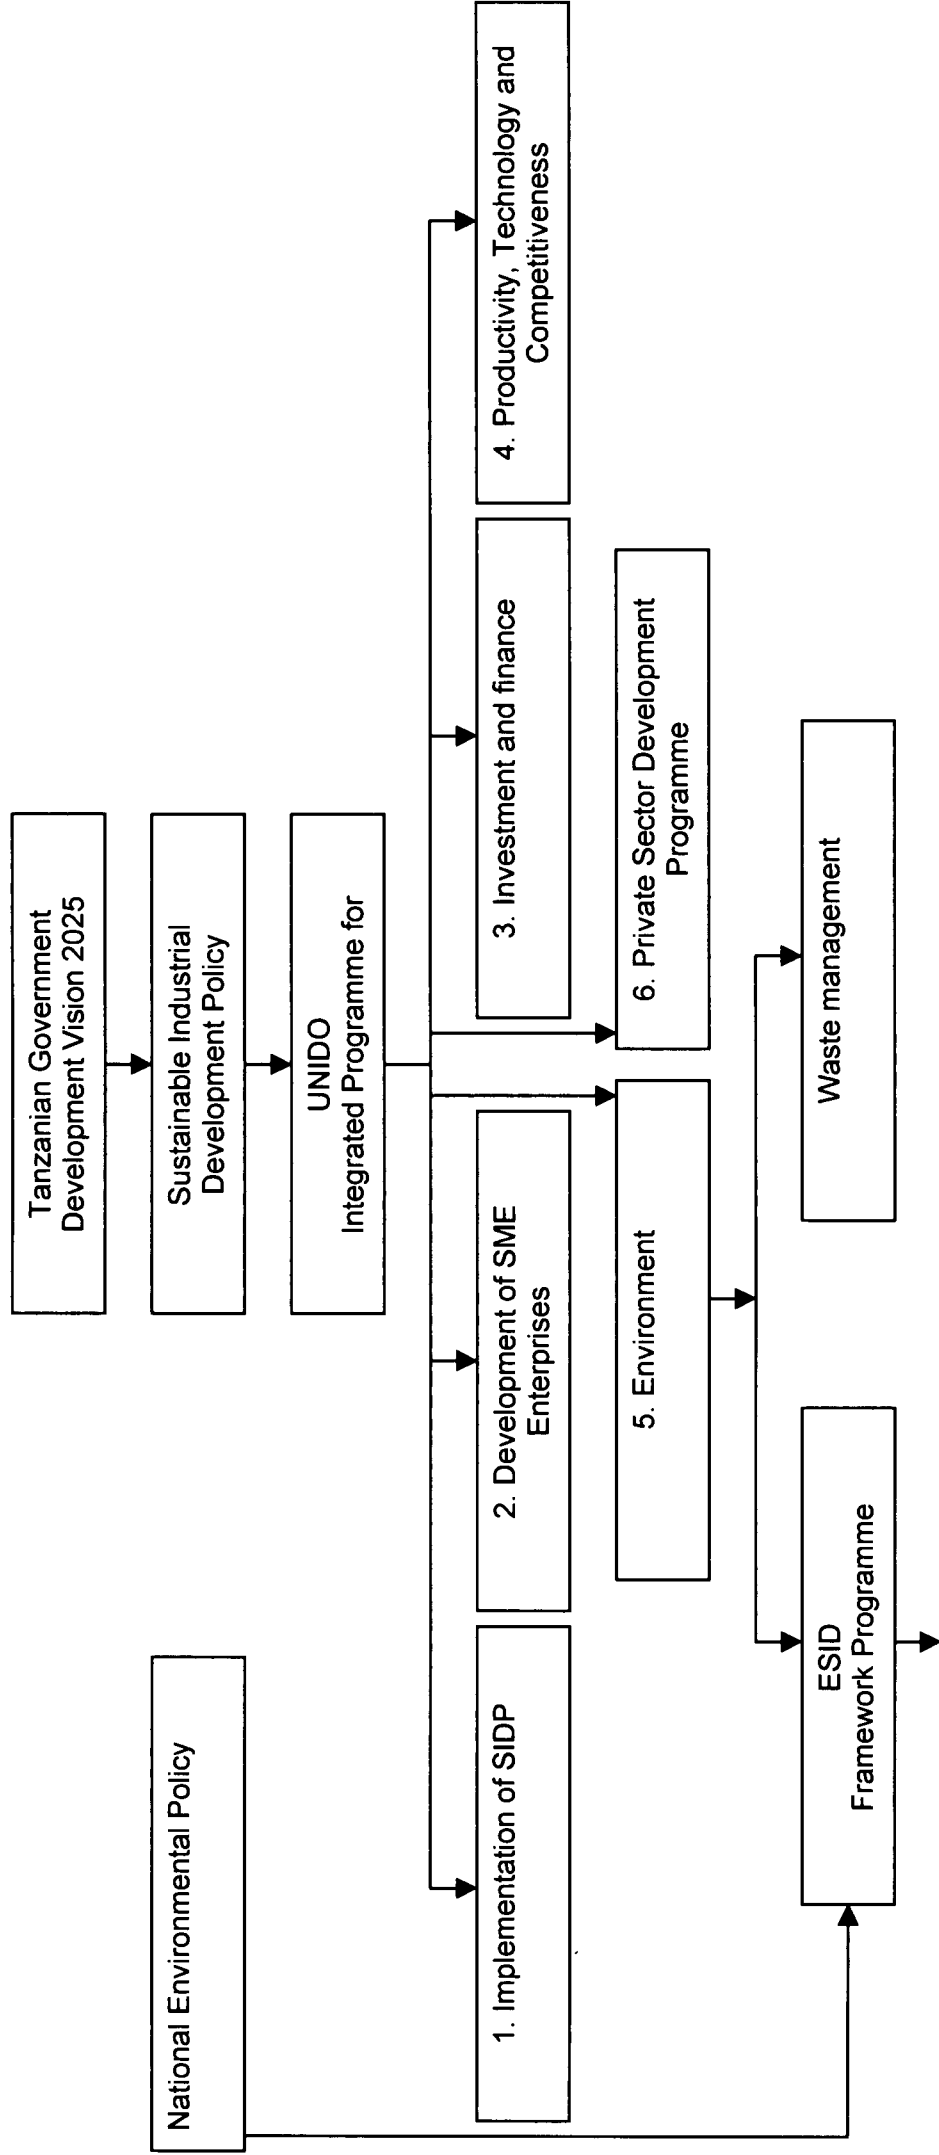 Tanzanian Government
Development Vision 2025
National Environmental Policy
Sustainable Industrial
Development Policy
UNIDO
Integrated Programme for
1. Implementation of SIDP
2. Development of SME
Enterprises
3. Investment and finance
4. Productivity, Technology and
Competitiveness
5. Environment
6. Private Sector Development
Programme
ESID
Framework Programme
Waste management